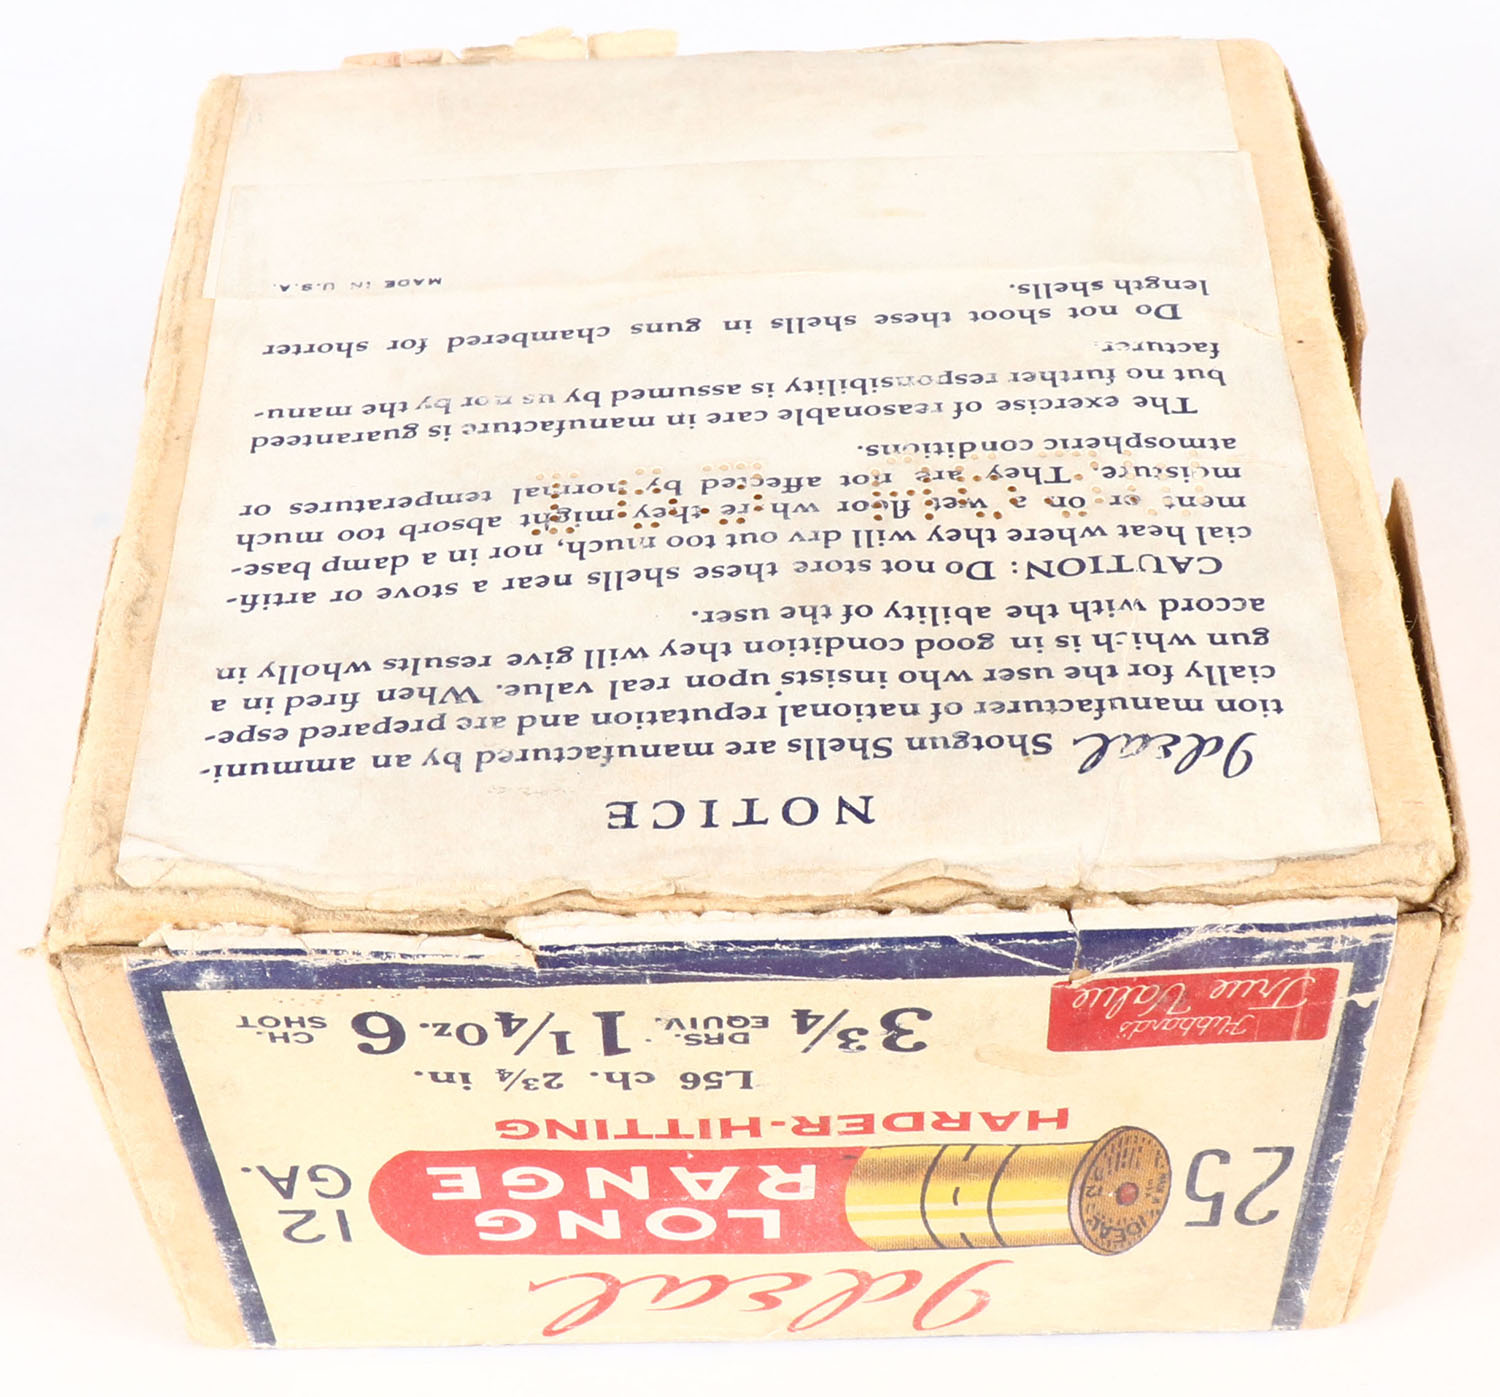 NOTICE
Ideal Shotgun Shells are manufactured by an ammuni-
tion manufacturer of national reputation and are prepared espe-
cially for the user who insists upon real value. When fired in a
gun which is in good condition they will give results wholly in
accord with the ability of the user.
CAUTION: Do not store these shells near a stove or artifi-
cial heat where they will dry out too much, nor in a damp base-
ment or on a wet floor where they might absorb too much
moisture. They are not affected by normal temperatures or
atmospheric conditions.
The exercise of reasonable care in manufacture is guaranteed
but no further responsibility is assumed by us nor by the manu-
facturer.
Do not shoot these shells in guns chambered for shorter
length shells.
MADE IN U.S.A.
Ideal
25
LONG
RANGE
12
GA.
IDEAL
HARDER-HITTING
L56 ch. 2¾ in.
3¾ DRS. EQUIV. 1 1/4 OZ. 6 CH. SHOT
Hibbard's
True Value